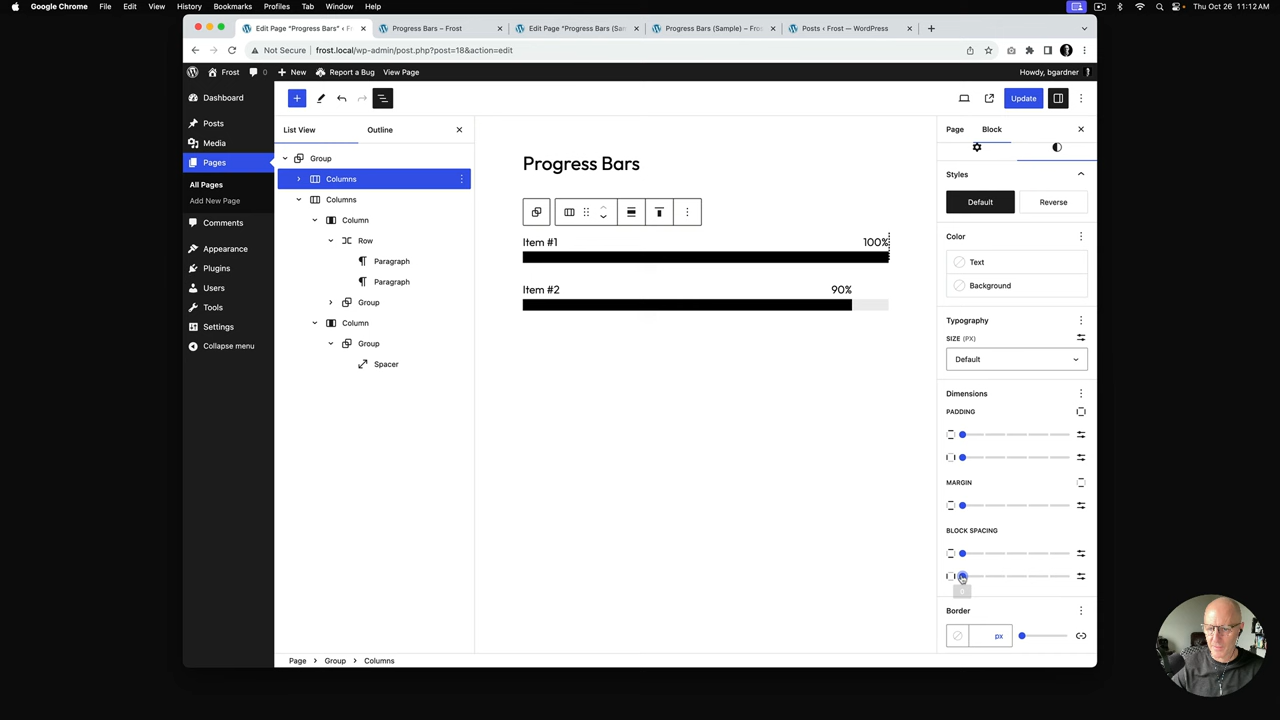 Google Chrome File Edit View History Bookmarks Profiles Tab Window Help Thu Oct 26 11:12 AM
Edit Page “Progress Bars” ‹ F Progress Bars – Frost Edit Page “Progress Bars (Sam Progress Bars (Sample) – Fros Posts ‹ Frost — WordPress
Not Secure frost.local/wp-admin/post.php?post=18&action=edit
Frost 0 New Report a Bug View Page Howdy, bgardner
Dashboard
Posts
Media
Pages
All Pages
Add New Page
Comments
Appearance
Plugins
Users
Tools
Settings
Collapse menu
Update
List View Outline
Group
Columns
Columns
Column
Row
Paragraph
Paragraph
Group
Column
Group
Spacer
Progress Bars
Item #1 100%
Item #2 90%
Page Block
Styles
Default Reverse
Color
Text
Background
Typography
SIZE (PX)
Default
Dimensions
PADDING
MARGIN
BLOCK SPACING
0
Border
px
Page Group Columns